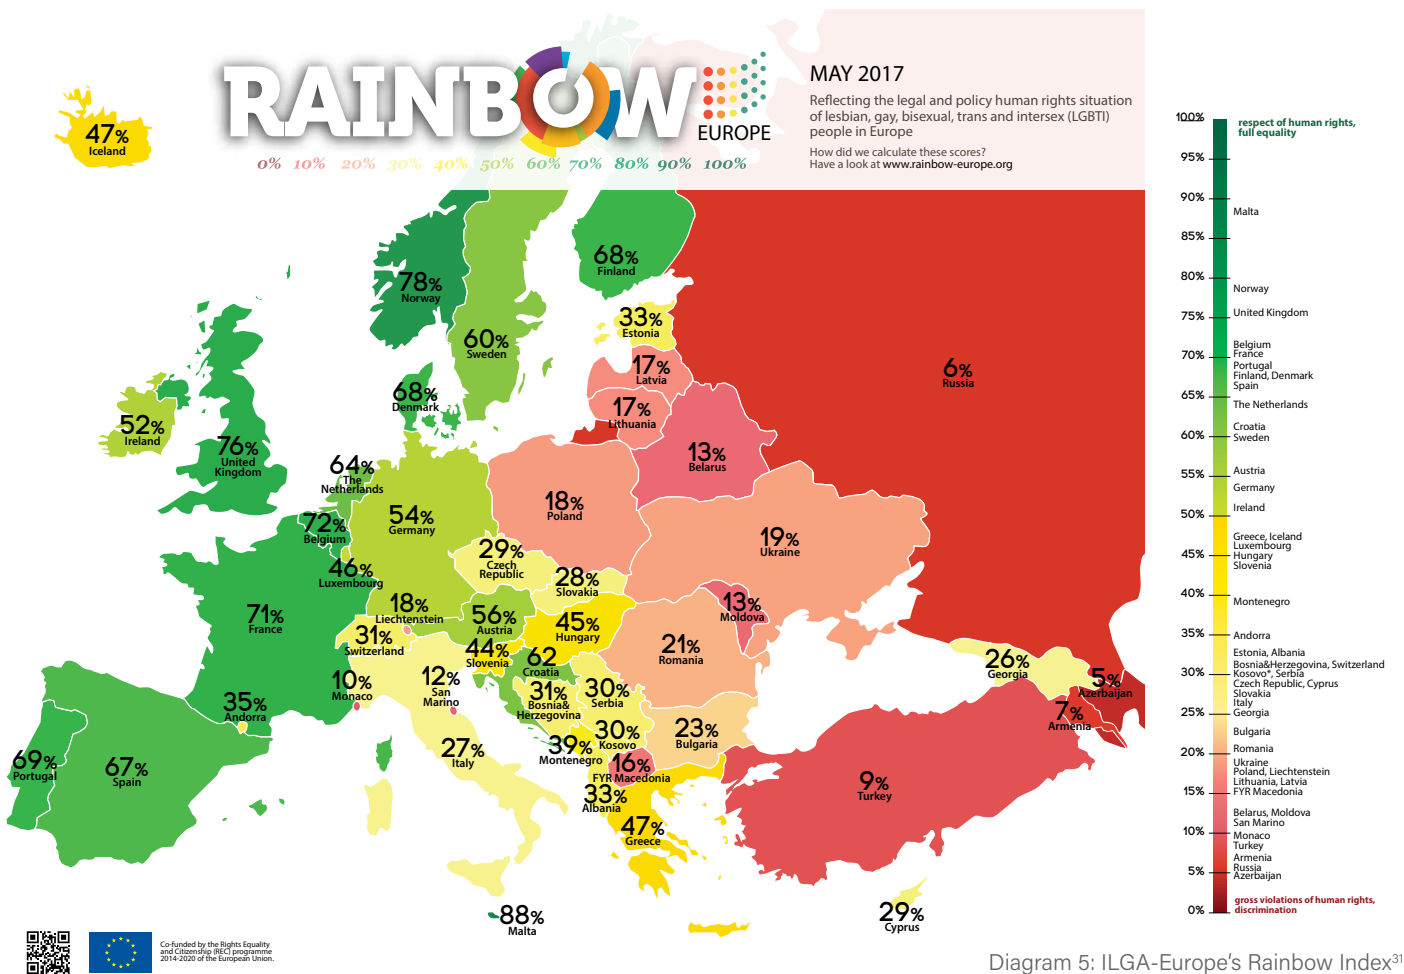 RAINBOW
EUROPE
0% 10% 20% 30% 40% 50% 60% 70% 80% 90% 100%
MAY 2017
Reflecting the legal and policy human rights situation
of lesbian, gay, bisexual, trans and intersex (LGBTI)
people in Europe
How did we calculate these scores?
Have a look at www.rainbow-europe.org
47%
Iceland
78%
Norway
68%
Finland
60%
Sweden
33%
Estonia
17%
Latvia
17%
Lithuania
6%
Russia
68%
Denmark
52%
Ireland
76%
United
Kingdom
64%
The
Netherlands
13%
Belarus
72%
Belgium
54%
Germany
18%
Poland
19%
Ukraine
46%
Luxembourg
29%
Czech
Republic
28%
Slovakia
18%
Liechtenstein
56%
Austria
45%
Hungary
13%
Moldova
71%
France
31%
Switzerland
44%
Slovenia
62
Croatia
21%
Romania
26%
Georgia
5%
Azerbaijan
7%
Armenia
10%
Monaco
12%
San
Marino
31%
Bosnia&
Herzegovina
30%
Serbia
35%
Andorra
30%
Kosovo
23%
Bulgaria
39%
Montenegro
27%
Italy
16%
FYR Macedonia
69%
Portugal
67%
Spain
33%
Albania
47%
Greece
9%
Turkey
88%
Malta
29%
Cyprus
100%
95%
90%
85%
80%
75%
70%
65%
60%
55%
50%
45%
40%
35%
30%
25%
20%
15%
10%
5%
0%
respect of human rights,
full equality
Malta
Norway
United Kingdom
Belgium
France
Portugal
Finland, Denmark
Spain
The Netherlands
Croatia
Sweden
Austria
Germany
Ireland
Greece, Iceland
Luxembourg
Hungary
Slovenia
Montenegro
Andorra
Estonia, Albania
Bosnia&Herzegovina, Switzerland
Kosovo*, Serbia
Czech Republic, Cyprus
Slovakia
Italy
Georgia
Bulgaria
Romania
Ukraine
Poland, Liechtenstein
Lithuania, Latvia
FYR Macedonia
Belarus, Moldova
San Marino
Monaco
Turkey
Armenia
Russia
Azerbaijan
gross violations of human rights,
discrimination
Co-funded by the Rights Equality
and Citizenship (REC) programme
2014-2020 of the European Union.
Diagram 5: ILGA-Europe's Rainbow Index31